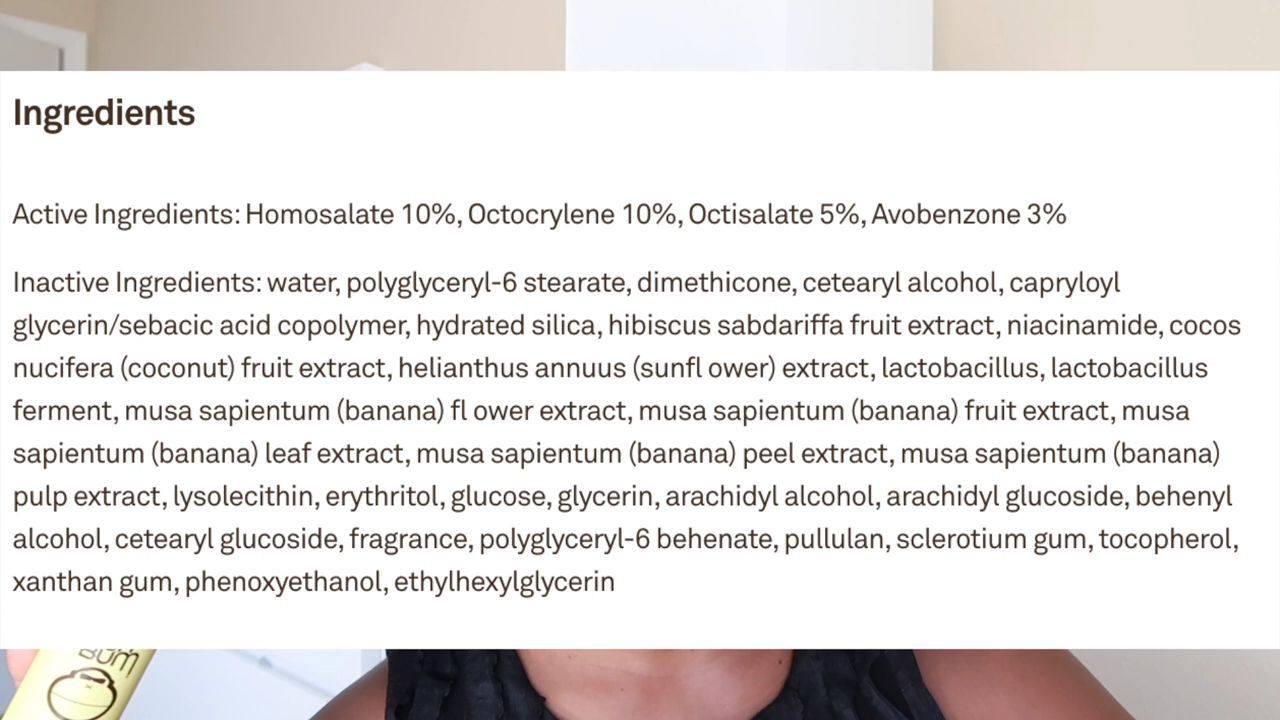 Ingredients
Active Ingredients: Homosalate 10%, Octocrylene 10%, Octisalate 5%, Avobenzone 3%
Inactive Ingredients: water, polyglyceryl-6 stearate, dimethicone, cetearyl alcohol, capryloyl
glycerin/sebacic acid copolymer, hydrated silica, hibiscus sabdariffa fruit extract, niacinamide, cocos
nucifera (coconut) fruit extract, helianthus annuus (sunfl ower) extract, lactobacillus, lactobacillus
ferment, musa sapientum (banana) fl ower extract, musa sapientum (banana) fruit extract, musa
sapientum (banana) leaf extract, musa sapientum (banana) peel extract, musa sapientum (banana)
pulp extract, lysolecithin, erythritol, glucose, glycerin, arachidyl alcohol, arachidyl glucoside, behenyl
alcohol, cetearyl glucoside, fragrance, polyglyceryl-6 behenate, pullulan, sclerotium gum, tocopherol,
xanthan gum, phenoxyethanol, ethylhexylglycerin
Bum